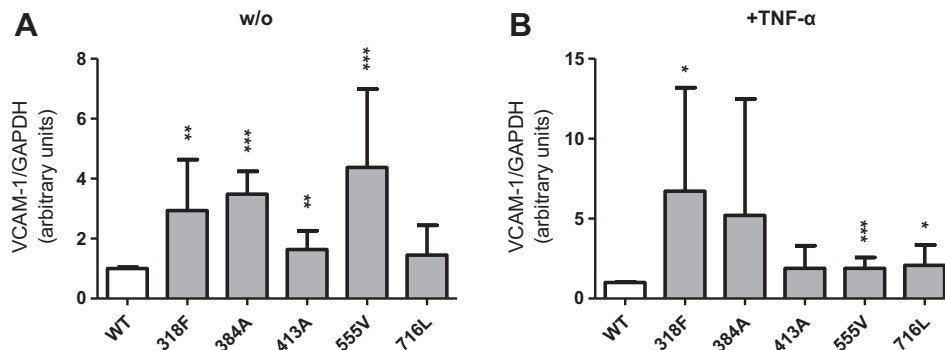 A
w/o
VCAM-1/GAPDH
(arbitrary units)
8
6
4
2
0
**
***
**
***
WT
318F
384A
413A
555V
716L
B
+TNF-α
VCAM-1/GAPDH
(arbitrary units)
15
10
5
0
*
***
*
WT
318F
384A
413A
555V
716L